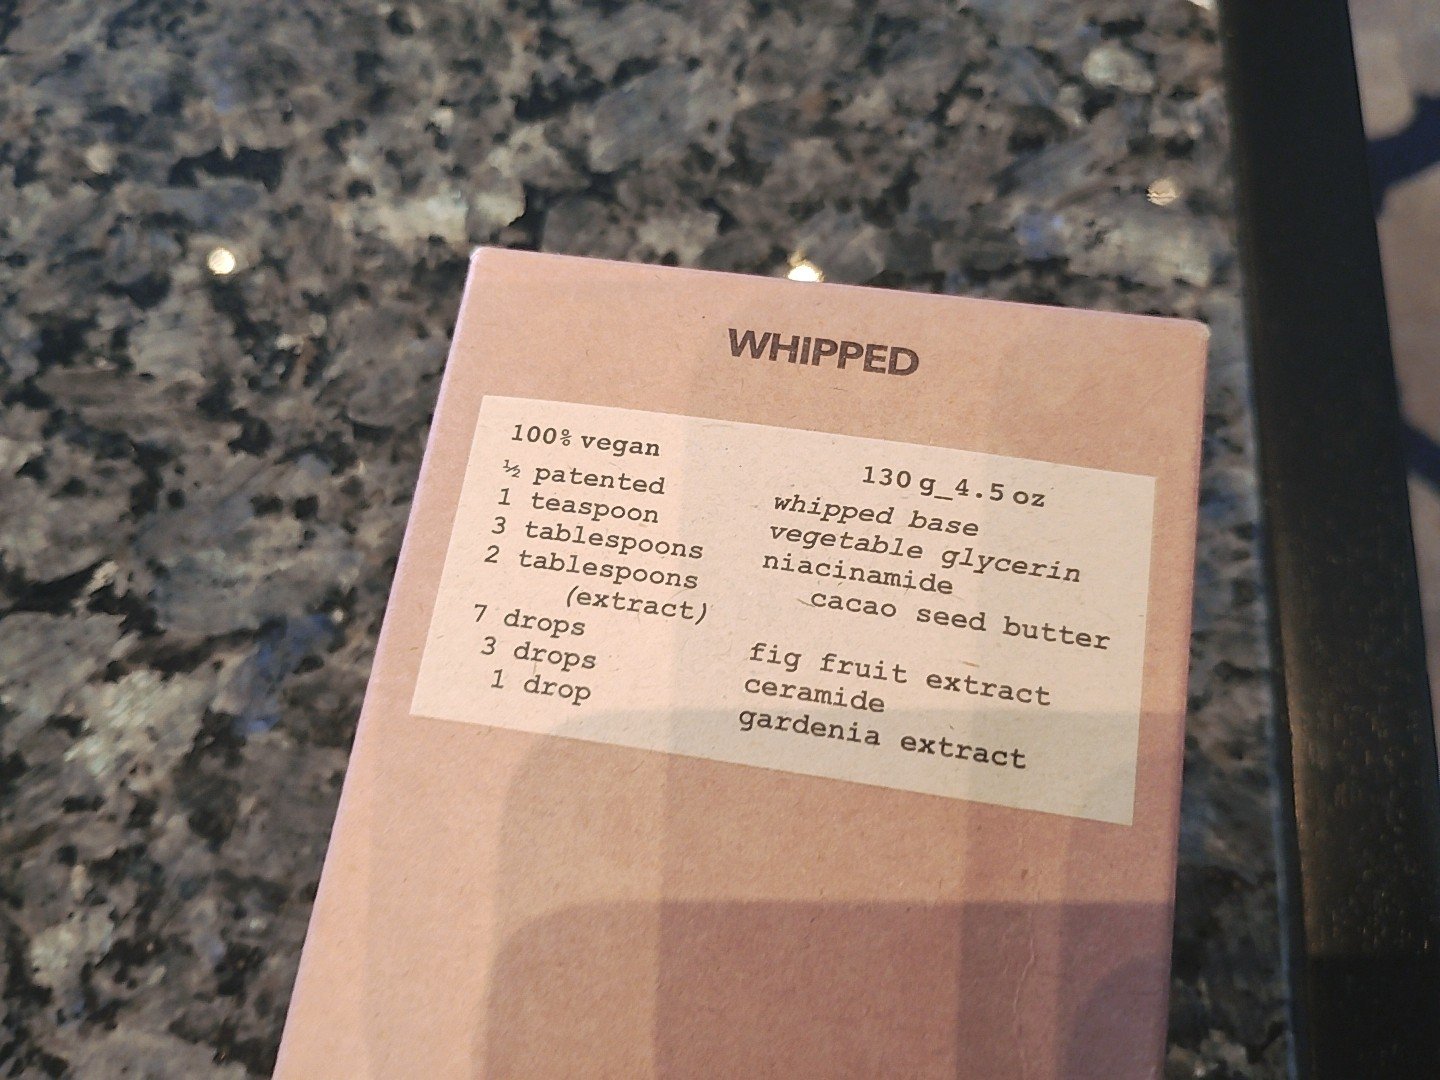 WHIPPED
100% vegan 130 g_4.5 oz
½ patented whipped base
1 teaspoon vegetable glycerin
3 tablespoons niacinamide
2 tablespoons cacao seed butter
(extract)
7 drops fig fruit extract
3 drops ceramide
1 drop gardenia extract